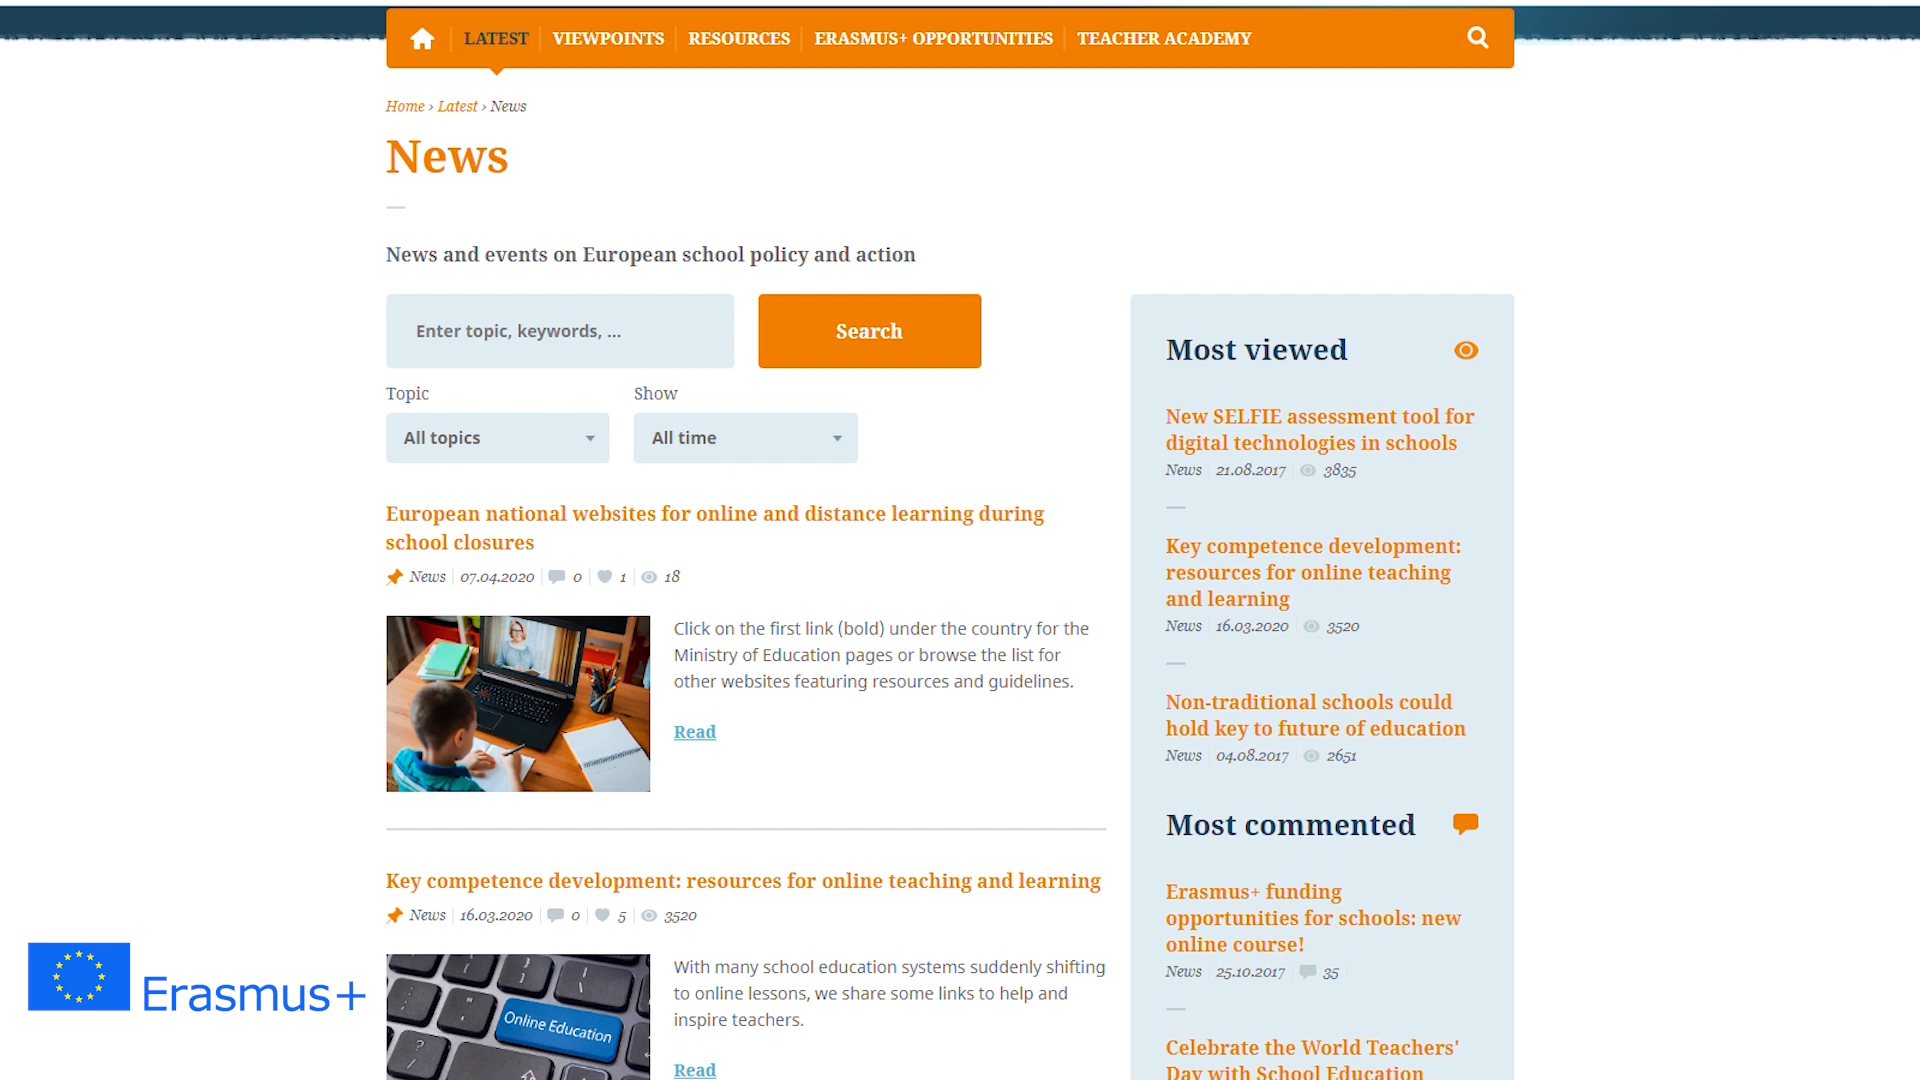 LATEST VIEWPOINTS RESOURCES ERASMUS+ OPPORTUNITIES TEACHER ACADEMY
Home › Latest › News
News
News and events on European school policy and action
Enter topic, keywords, ...
Search
Topic
Show
All topics
All time
European national websites for online and distance learning during
school closures
News 07.04.2020 0 1 18
Click on the first link (bold) under the country for the
Ministry of Education pages or browse the list for
other websites featuring resources and guidelines.
Read
Key competence development: resources for online teaching and learning
News 16.03.2020 0 5 3520
Online Education
With many school education systems suddenly shifting
to online lessons, we share some links to help and
inspire teachers.
Read
Most viewed
New SELFIE assessment tool for
digital technologies in schools
News 21.08.2017 3835
Key competence development:
resources for online teaching
and learning
News 16.03.2020 3520
Non-traditional schools could
hold key to future of education
News 04.08.2017 2651
Most commented
Erasmus+ funding
opportunities for schools: new
online course!
News 25.10.2017 35
Celebrate the World Teachers'
Day with School Education
Erasmus+